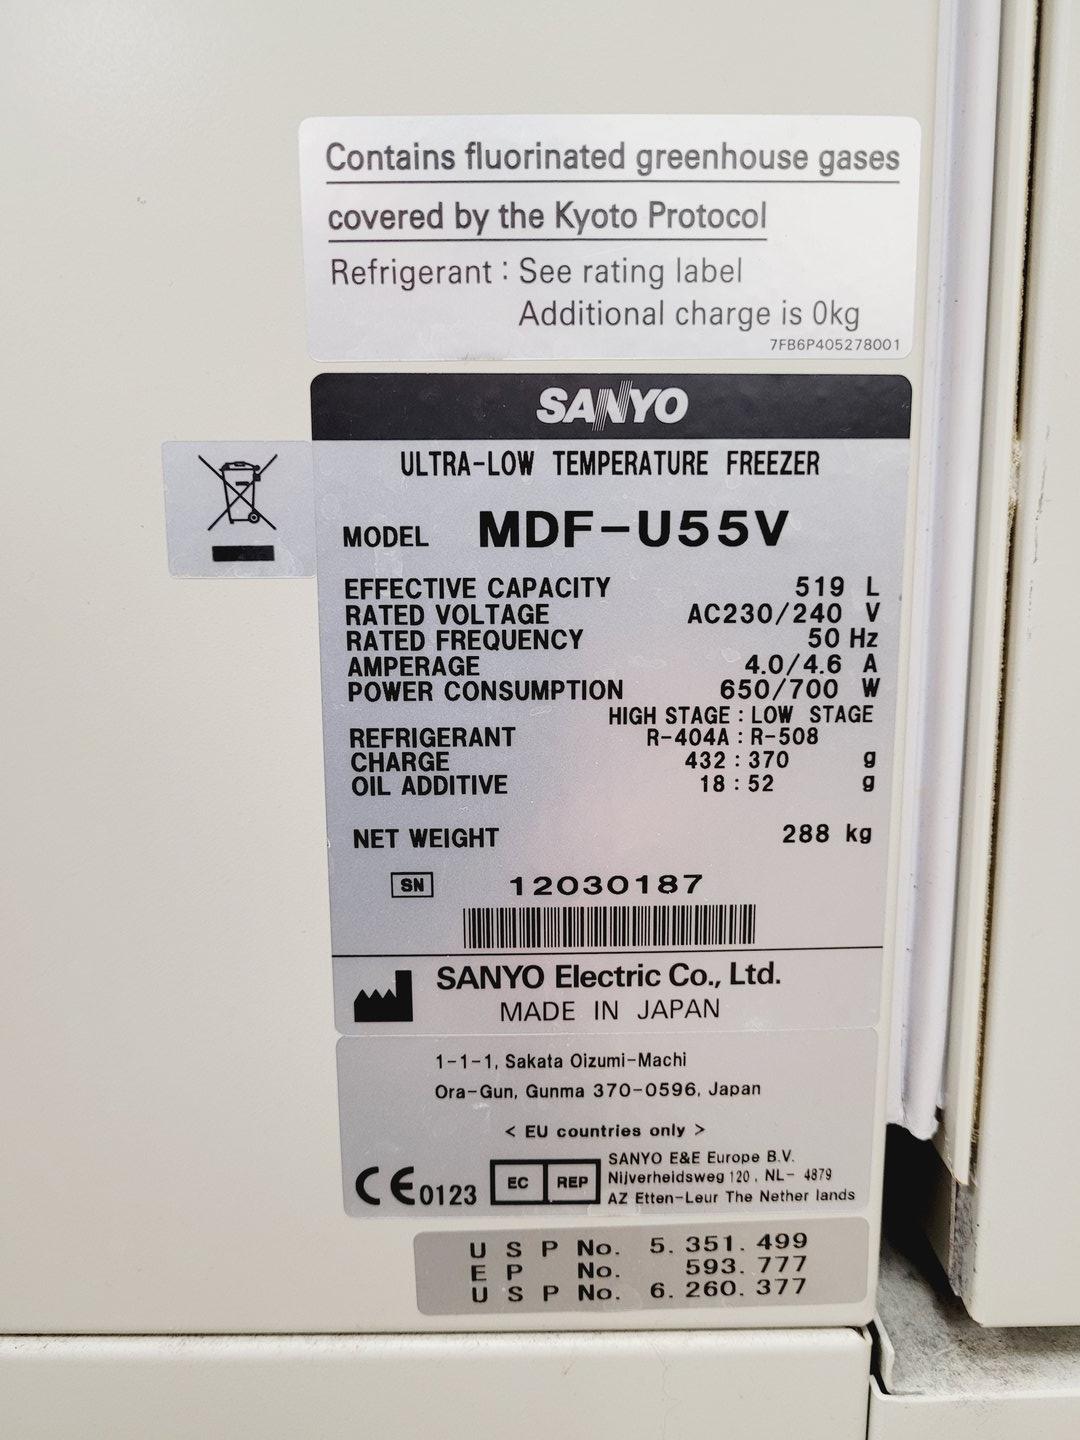 Contains fluorinated greenhouse gases
covered by the Kyoto Protocol
Refrigerant : See rating label
Additional charge is 0kg
7FB6P405278001
SANYO
ULTRA-LOW TEMPERATURE FREEZER
MODEL MDF-U55V
EFFECTIVE CAPACITY 519 L
RATED VOLTAGE AC230/240 V
RATED FREQUENCY 50 Hz
AMPERAGE 4.0/4.6 A
POWER CONSUMPTION 650/700 W
HIGH STAGE : LOW STAGE
REFRIGERANT R-404A : R-508
CHARGE 432 : 370 g
OIL ADDITIVE 18 : 52 g
NET WEIGHT 288 kg
SN 12030187
SANYO Electric Co., Ltd.
MADE IN JAPAN
1-1-1, Sakata Oizumi-Machi
Ora-Gun, Gunma 370-0596, Japan
< EU countries only >
CE 0123 EC REP
SANYO E&E Europe B.V.
Nijverheidsweg 120, NL- 4879
AZ Etten-Leur The Nether lands
U S P No. 5. 351. 499
E P No. 593. 777
U S P No. 6. 260. 377